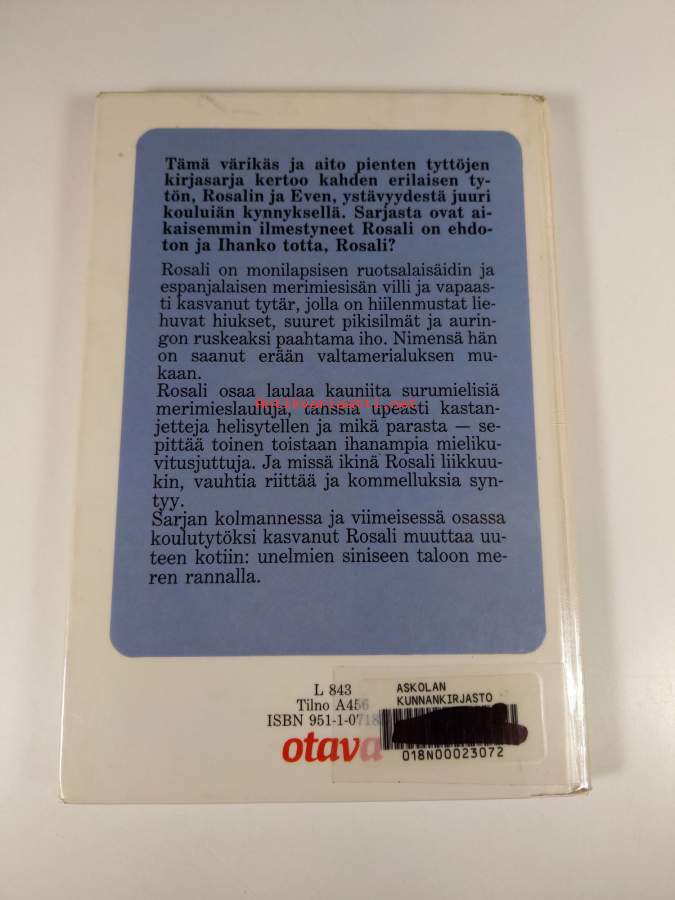 Tämä värikäs ja aito pienten tyttöjen
kirjasarja kertoo kahden erilaisen ty-
tön, Rosalin ja Even, ystävyydestä juuri
kouluiän kynnyksellä. Sarjasta ovat ai-
kaisemmin ilmestyneet Rosali on ehdo-
ton ja Ihanko totta, Rosali?
Rosali on monilapsisen ruotsalaisäidin ja
espanjalaisen merimiesisän villi ja vapaas-
ti kasvanut tytär, jolla on hiilenmustat lie-
huvat hiukset, suuret pikisilmät ja aurin-
gon ruskeaksi paahtama iho. Nimensä hän
on saanut erään valtamerialuksen mu-
kaan.
Rosali osaa laulaa kauniita surumielisiä
merimieslauluja, tanssia upeasti kastan-
jetteja helisytellen ja mikä parasta — se-
pittää toinen toistaan ihanampia mieliku-
vitusjuttuja. Ja missä ikinä Rosali liikkuu-
kin, vauhtia riittää ja kommelluksia syn-
tyy.
Sarjan kolmannessa ja viimeisessä osassa
koulutytöksi kasvanut Rosali muuttaa uu-
teen kotiin: unelmien siniseen taloon me-
ren rannalla.
L 843
Tilno A456
ISBN 951-1-0718
otava
ASKOLAN
KUNNANKIRJASTO
018N00023072